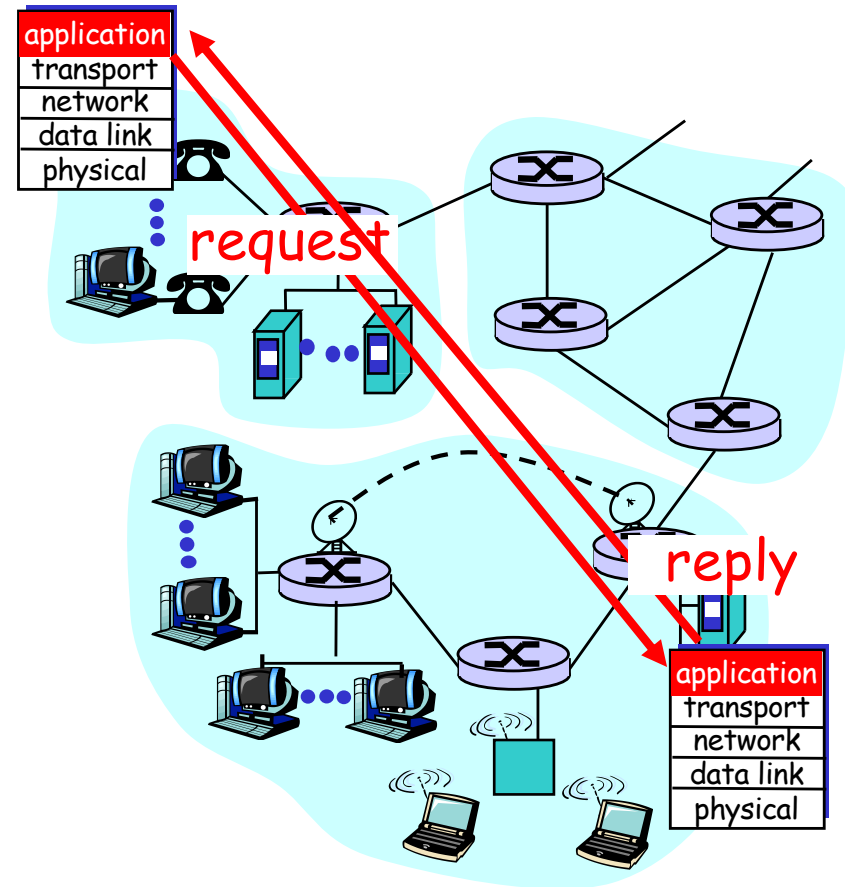 application
transport
network
data link
physical
request
reply
application
transport
network
data link
physical